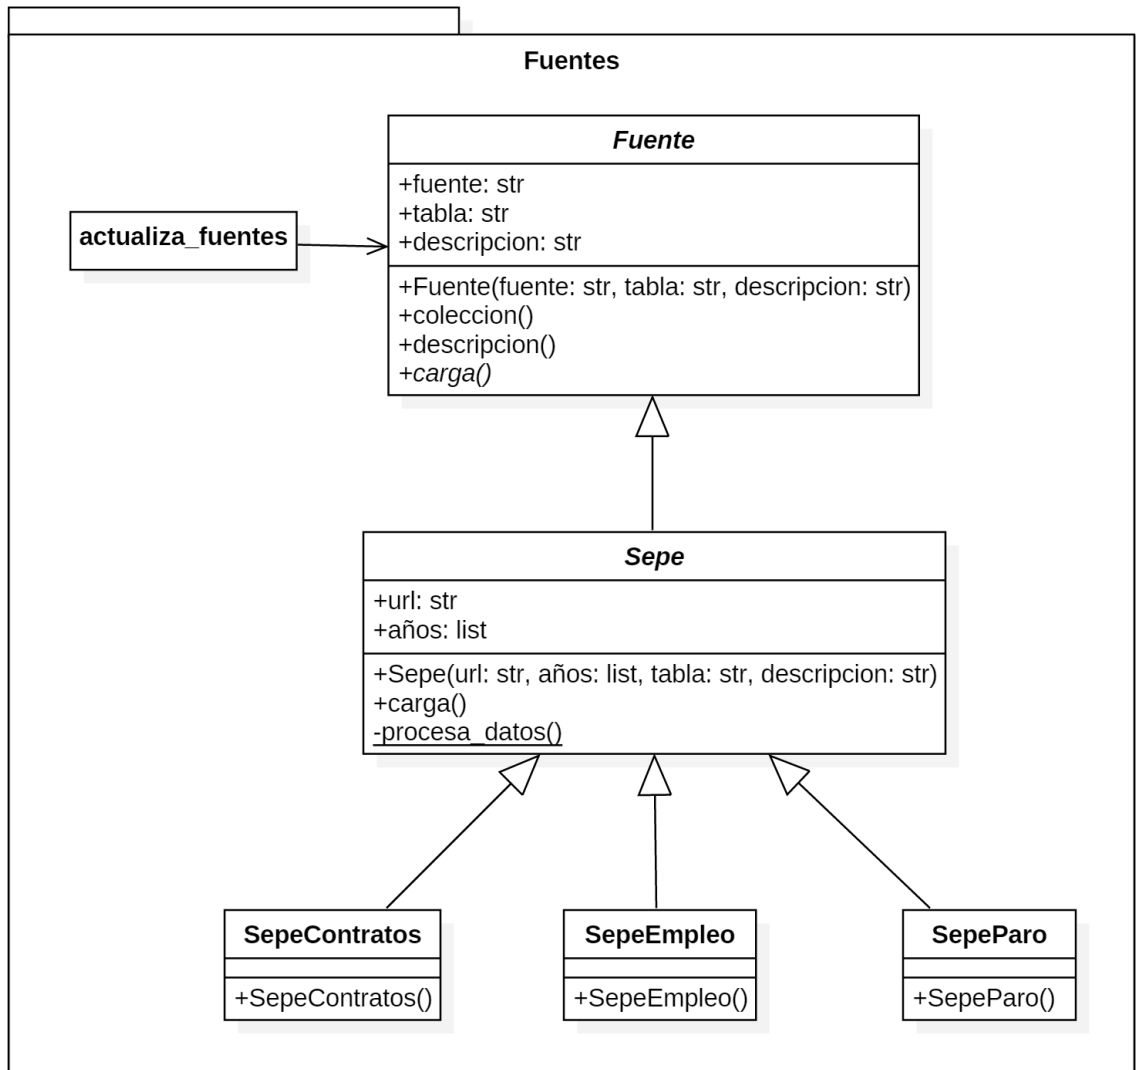 Fuentes
Fuente
+fuente: str
+tabla: str
+descripcion: str
actualiza_fuentes
+Fuente(fuente: str, tabla: str, descripcion: str)
+coleccion()
+descripcion()
+carga()
Sepe
+url: str
+años: list
+Sepe(url: str, años: list, tabla: str, descripcion: str)
+carga()
-procesa_datos()
SepeContratos
+SepeContratos()
SepeEmpleo
+SepeEmpleo()
SepeParo
+SepeParo()